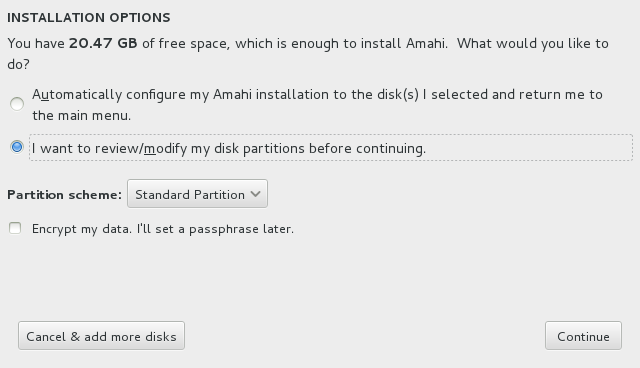 INSTALLATION OPTIONS
You have 20.47 GB of free space, which is enough to install Amahi.  What would you like to
do?
Automatically configure my Amahi installation to the disk(s) I selected and return me to
the main menu.
I want to review/modify my disk partitions before continuing.
Partition scheme: Standard Partition
Encrypt my data. I'll set a passphrase later.
Cancel & add more disks Continue